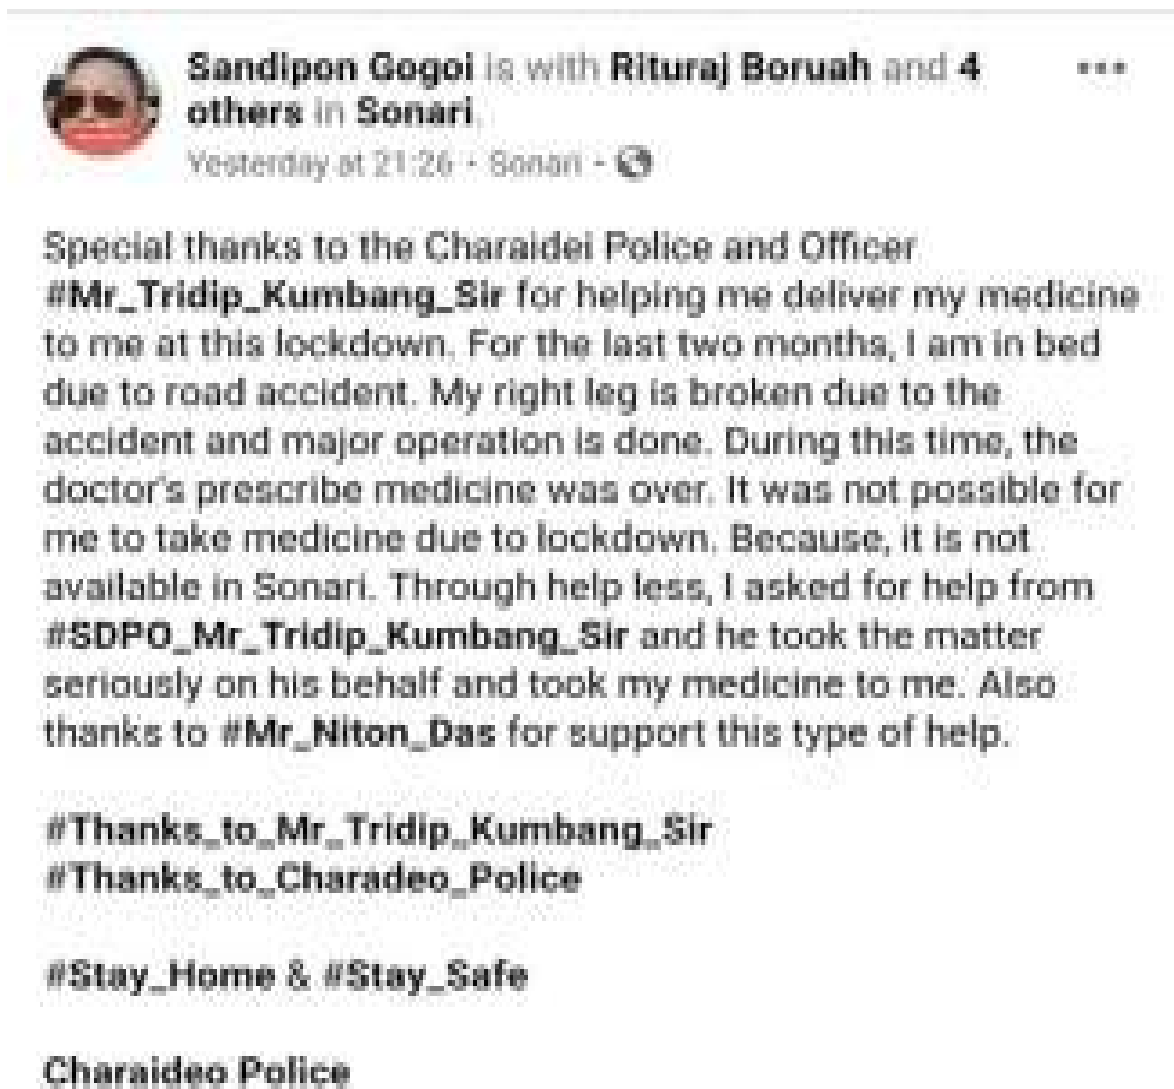 Sandipon Gogoi is with Rituraj Boruah and 4
others in Sonari.
Yesterday at 21:26 · Sonari ·
Special thanks to the Charaidei Police and Officer
#Mr_Tridip_Kumbang_Sir for helping me deliver my medicine
to me at this lockdown. For the last two months, I am in bed
due to road accident. My right leg is broken due to the
accident and major operation is done. During this time, the
doctor's prescribe medicine was over. It was not possible for
me to take medicine due to lockdown. Because, it is not
available in Sonari. Through help less, I asked for help from
#SDPO_Mr_Tridip_Kumbang_Sir and he took the matter
seriously on his behalf and took my medicine to me. Also
thanks to #Mr_Niton_Das for support this type of help.
#Thanks_to_Mr_Tridip_Kumbang_Sir
#Thanks_to_Charadeo_Police
#Stay_Home & #Stay_Safe
Charaideo Police